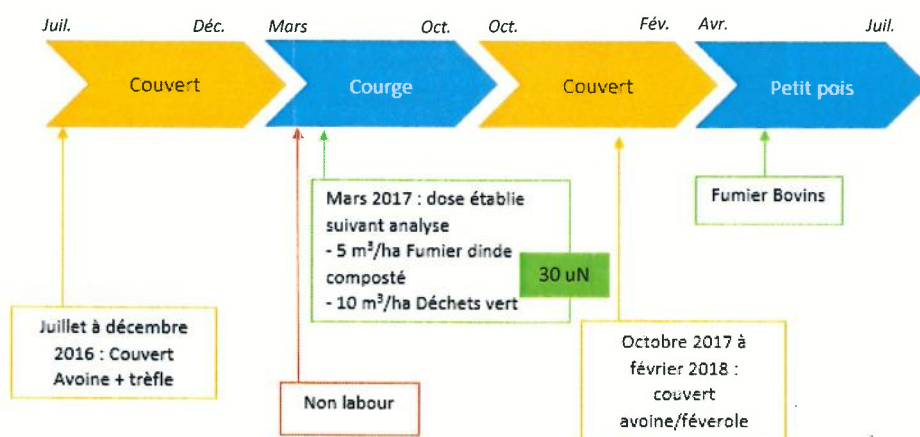 Juil.
Déc.
Mars
Oct.
Oct.
Fév.
Avr.
Juil.
Couvert
Courge
Couvert
Petit pois
Mars 2017 : dose établie
suivant analyse
- 5 m³/ha Fumier dinde
composté
- 10 m³/ha Déchets vert
30 uN
Fumier Bovins
Juillet à décembre
2016 : Couvert
Avoine + trèfle
Non labour
Octobre 2017 à
février 2018 :
couvert
avoine/féverole